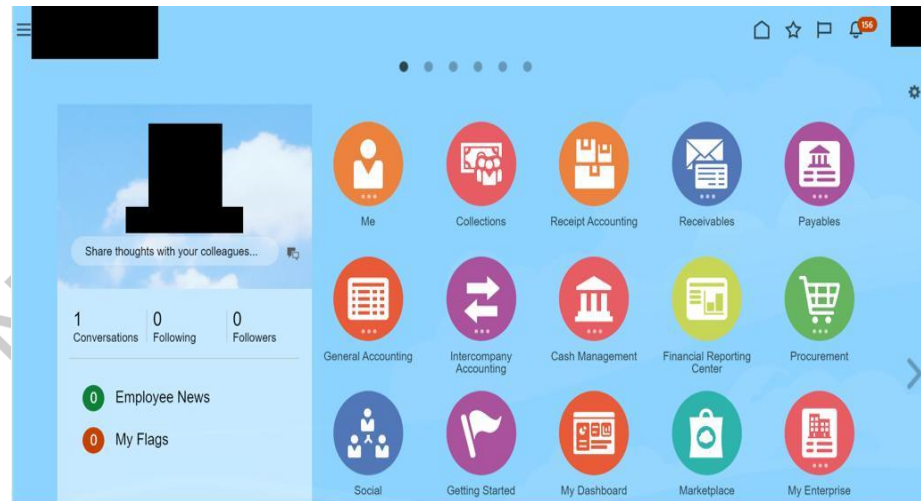 156
Me
Collections
Receipt Accounting
Receivables
Payables
Share thoughts with your colleagues...
1
Conversations
0
Following
0
Followers
General Accounting
Intercompany
Accounting
Cash Management
Financial Reporting
Center
Procurement
0 Employee News
0 My Flags
Social
Getting Started
My Dashboard
Marketplace
My Enterprise